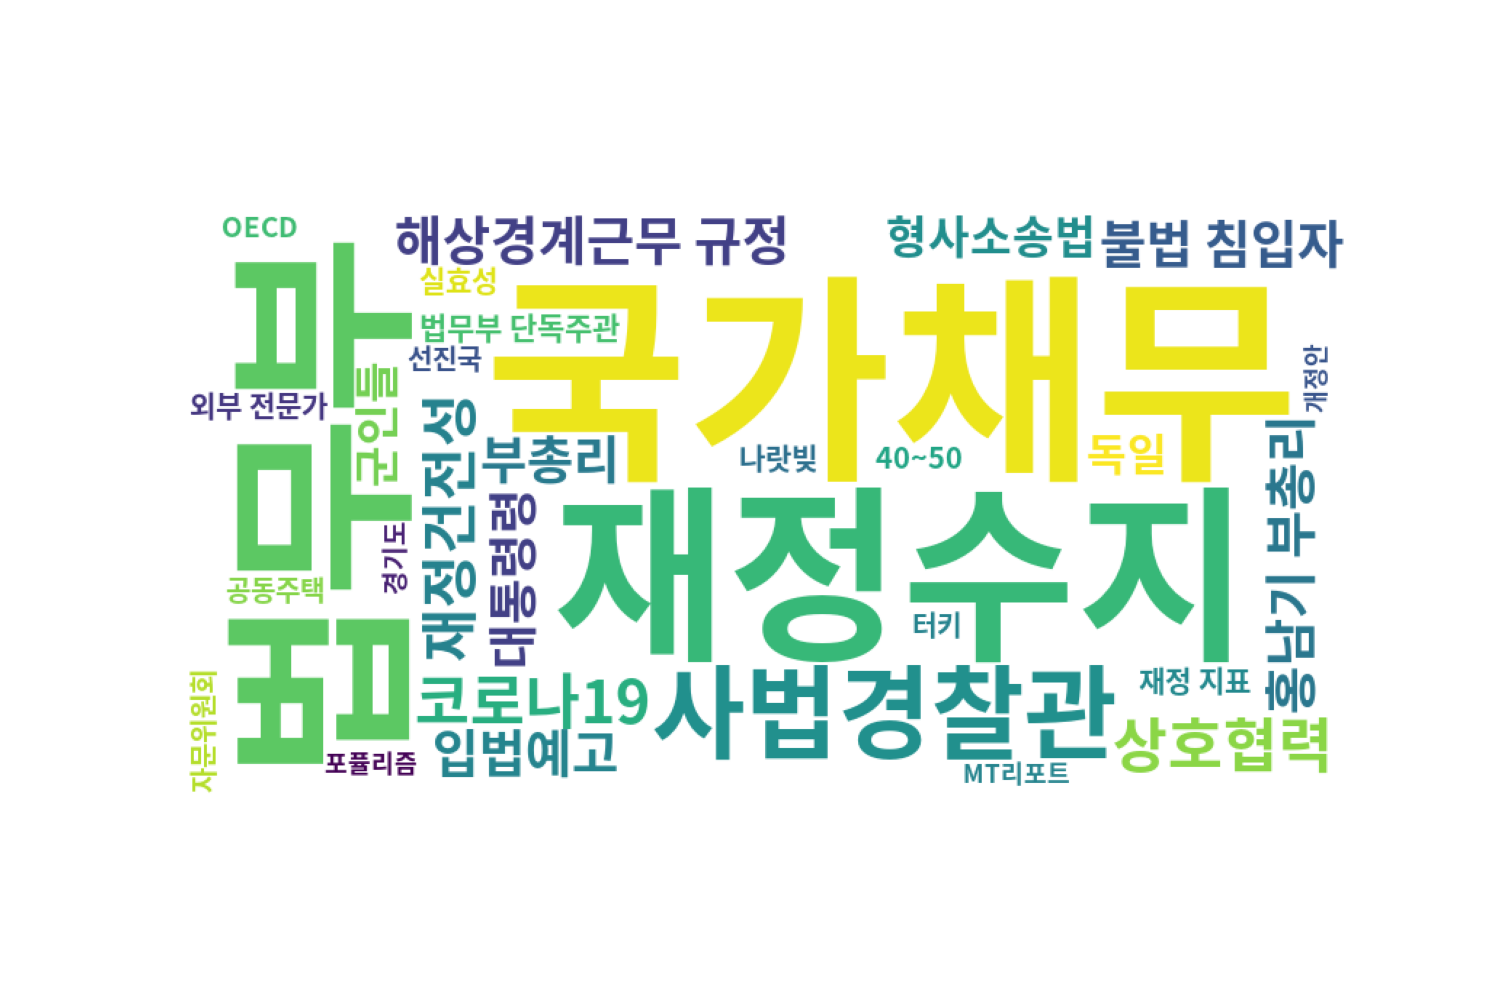 OECD
해상경계근무 규정
형사소송법
불법 침입자
실효성
법무부
국가채무
법무부 단독주관
선진국
개정안
외부 전문가
군인들
재정건전성
부총리
나랏빚
40~50
독일
홍남기 부총리
대통령령
재정수지
경기도
공동주택
터키
자문위원회
코로나19
사법경찰관
재정 지표
상호협력
입법예고
포퓰리즘
MT리포트